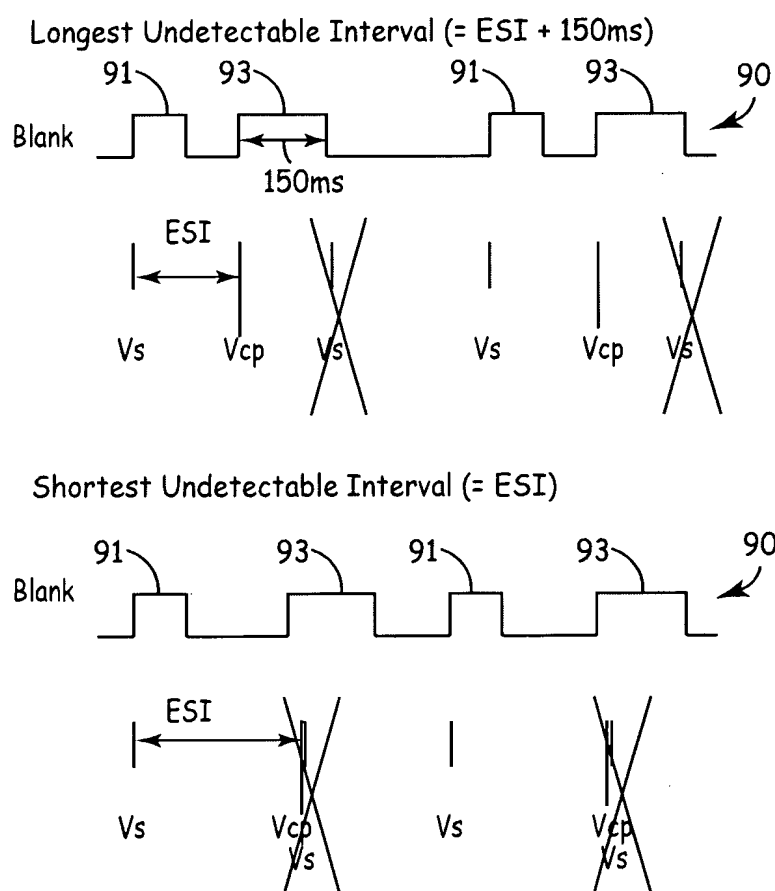 Longest Undetectable Interval (= ESI + 150ms)
91 93 91 93 90
Blank
150ms
ESI
Vs Vcp Vs Vs Vcp Vs
Shortest Undetectable Interval (= ESI)
91 93 91 93 90
Blank
ESI
Vs Vcp Vs Vcp
Vs Vs